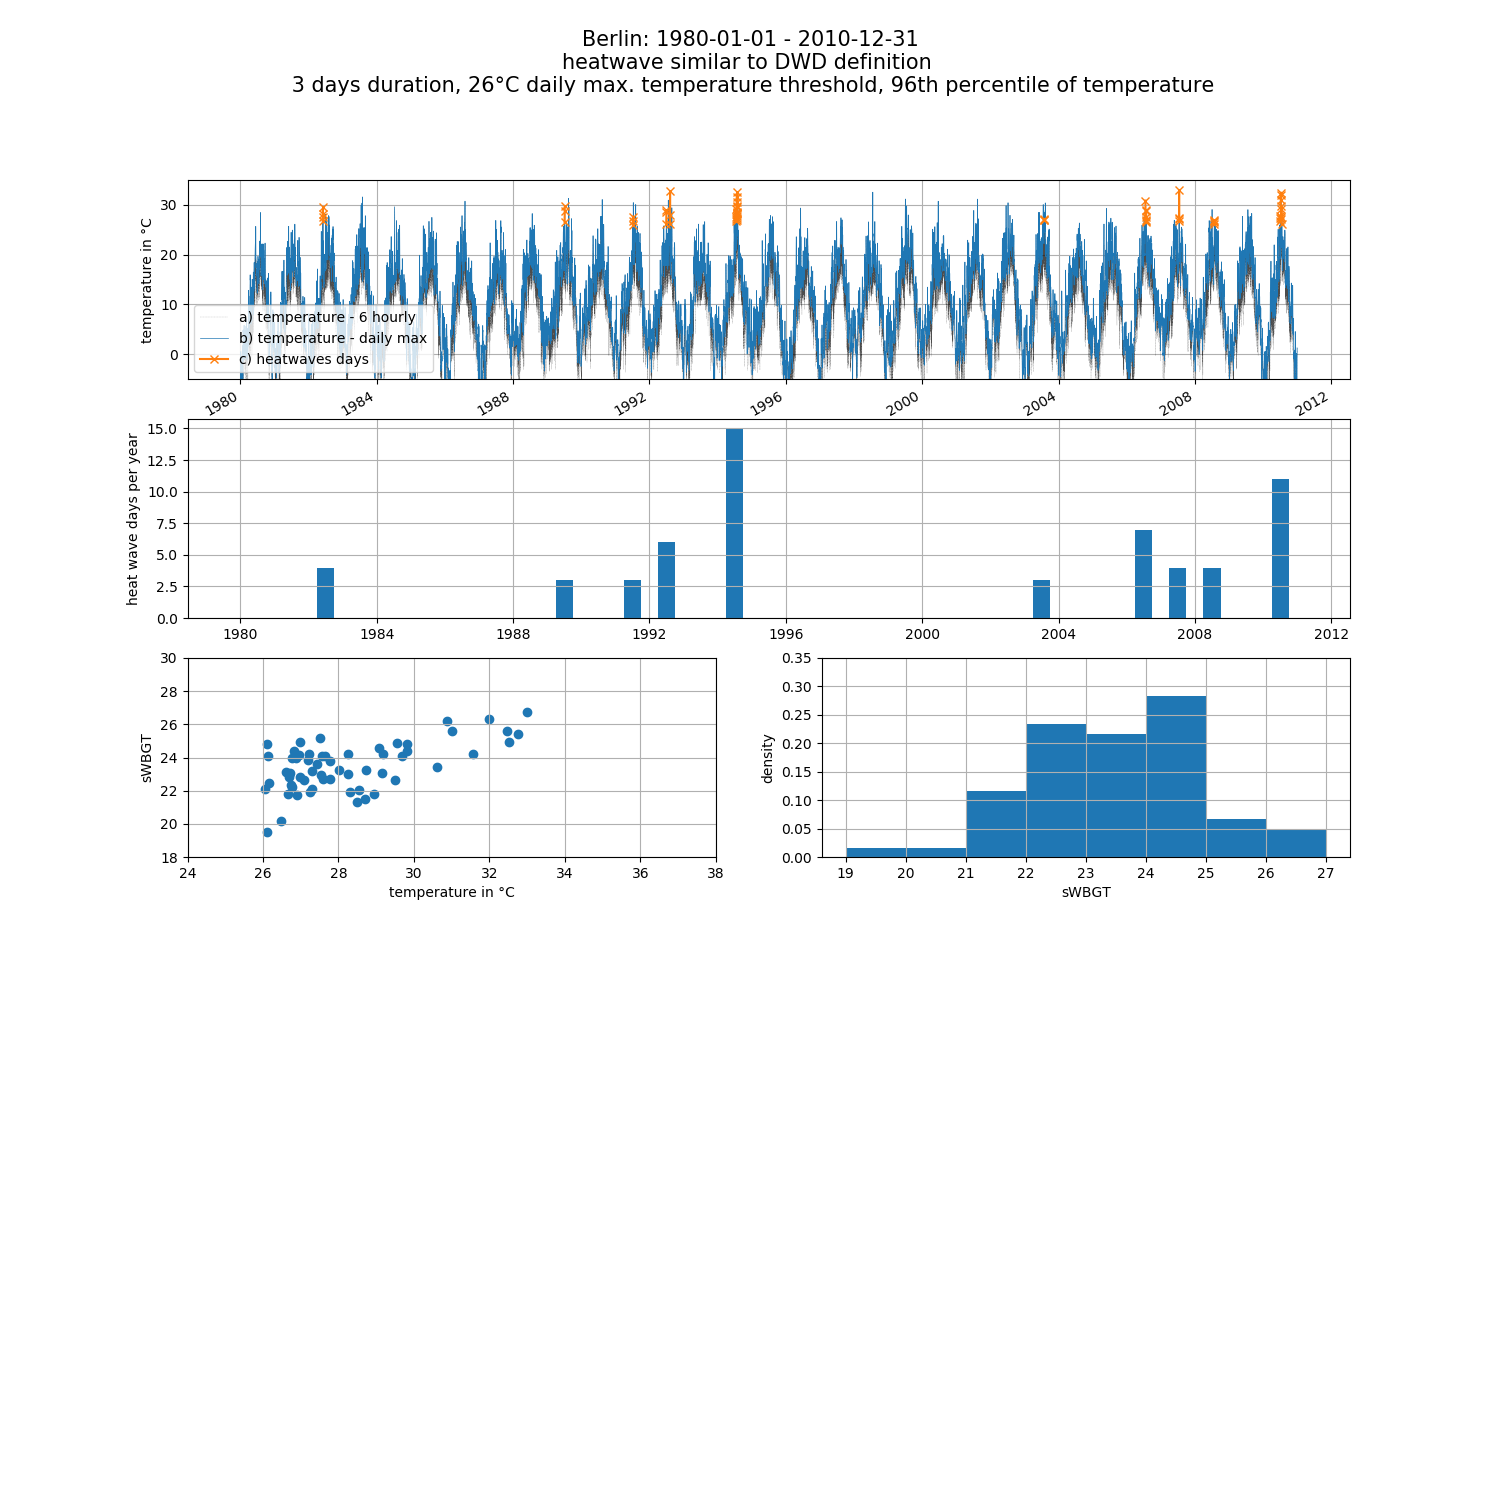 Berlin: 1980-01-01 - 2010-12-31
heatwave similar to DWD definition
3 days duration, 26°C daily max. temperature threshold, 96th percentile of temperature
temperature in °C
30
20
10
0
a) temperature - 6 hourly
b) temperature - daily max
c) heatwaves days
1980 1984 1988 1992 1996 2000 2004 2008 2012
heat wave days per year
15.0
12.5
10.0
7.5
5.0
2.5
0.0
1980 1984 1988 1992 1996 2000 2004 2008 2012
sWBGT
30
28
26
24
22
20
18
24 26 28 30 32 34 36 38
temperature in °C
density
0.35
0.30
0.25
0.20
0.15
0.10
0.05
0.00
19 20 21 22 23 24 25 26 27
sWBGT